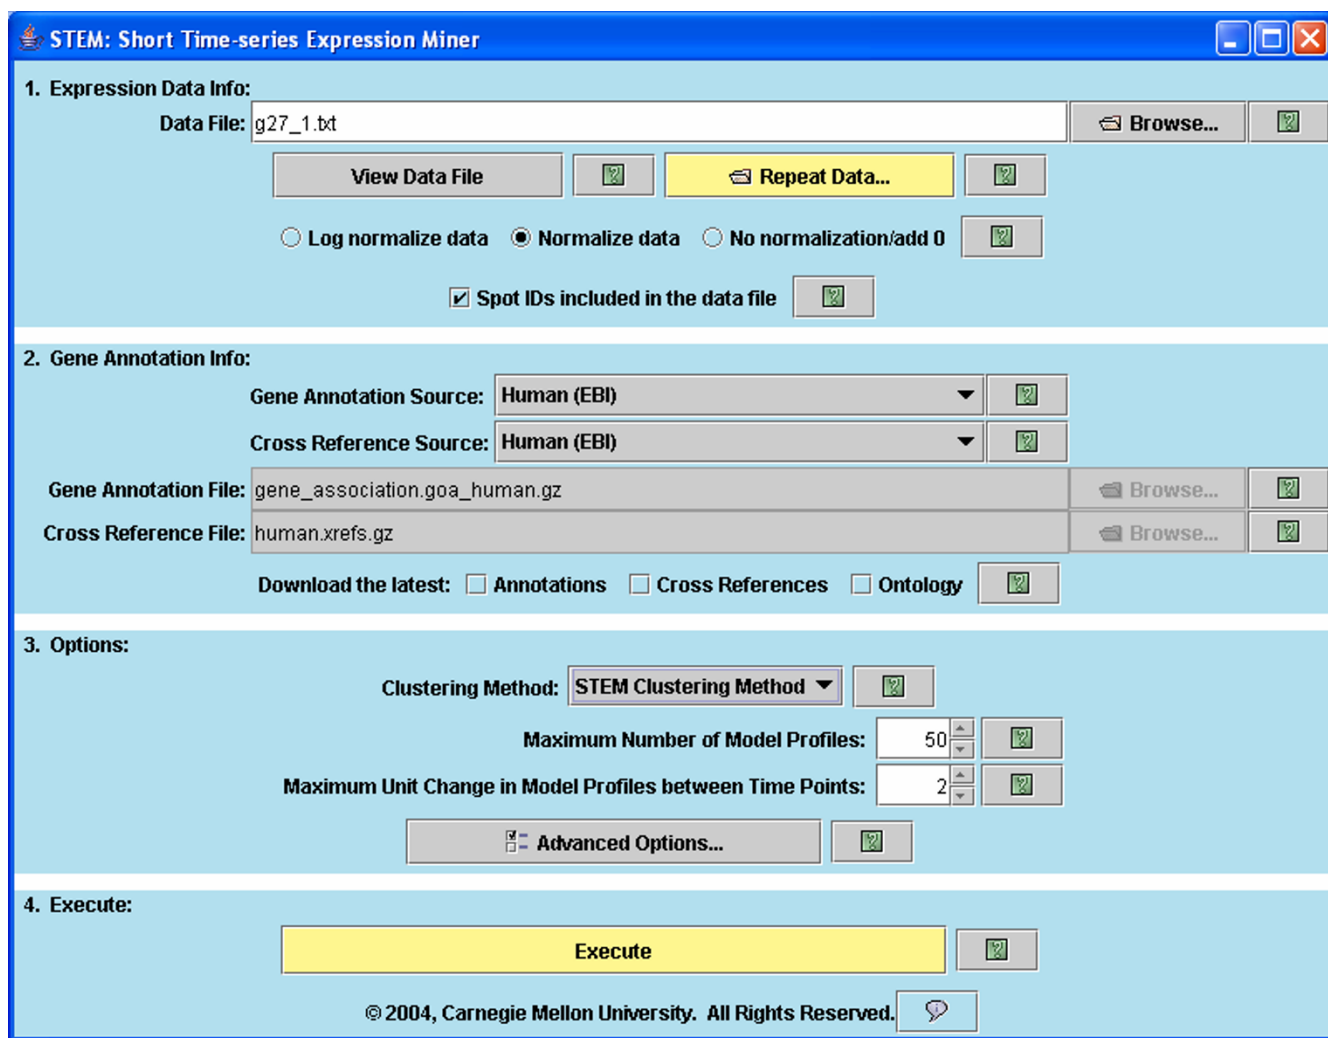 STEM: Short Time-series Expression Miner
1. Expression Data Info:
Data File: g27_1.txt Browse...
View Data File Repeat Data...
Log normalize data Normalize data No normalization/add 0
Spot IDs included in the data file
2. Gene Annotation Info:
Gene Annotation Source: Human (EBI)
Cross Reference Source: Human (EBI)
Gene Annotation File: gene_association.goa_human.gz Browse...
Cross Reference File: human.xrefs.gz Browse...
Download the latest: Annotations Cross References Ontology
3. Options:
Clustering Method: STEM Clustering Method
Maximum Number of Model Profiles: 50
Maximum Unit Change in Model Profiles between Time Points: 2
Advanced Options...
4. Execute:
Execute
© 2004, Carnegie Mellon University. All Rights Reserved.